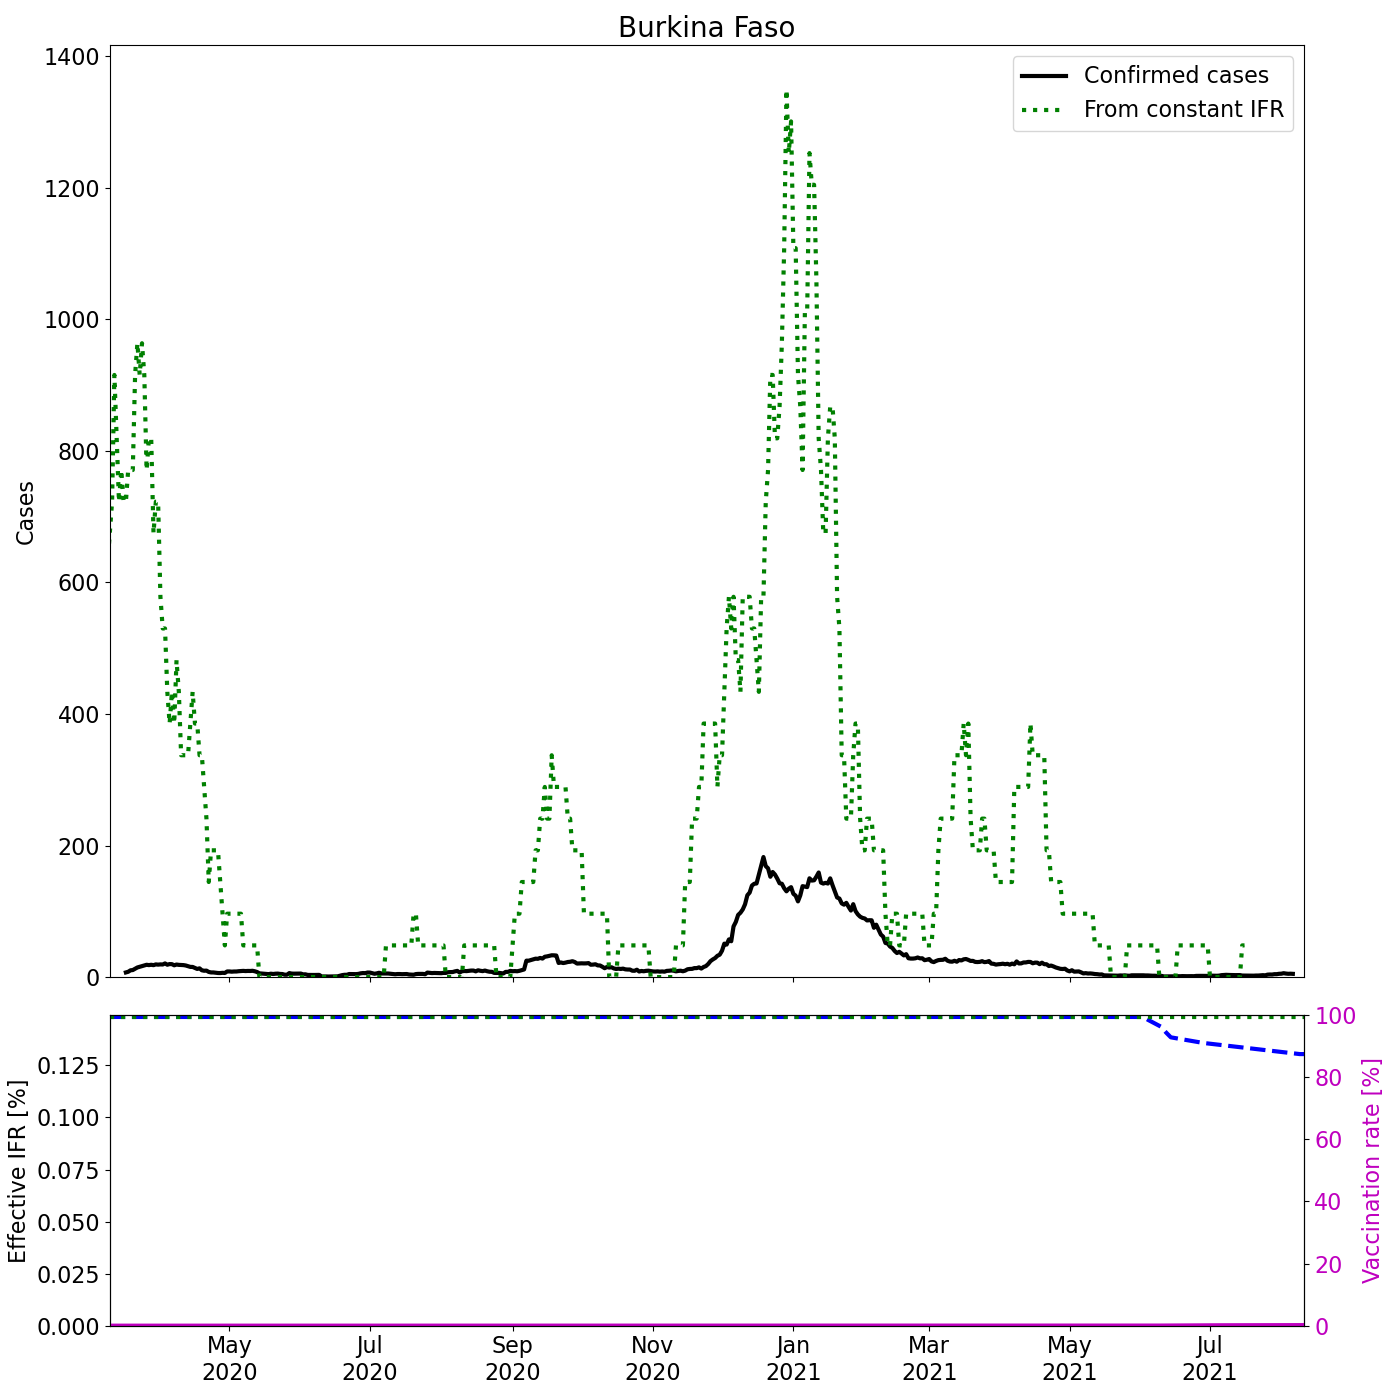 Burkina Faso
1400
1200
1000
800
600
400
200
0
Cases
Confirmed cases
From constant IFR
0.125
0.100
0.075
0.050
0.025
0.000
Effective IFR [%]
100
80
60
40
20
0
Vaccination rate [%]
May
2020
Jul
2020
Sep
2020
Nov
2020
Jan
2021
Mar
2021
May
2021
Jul
2021